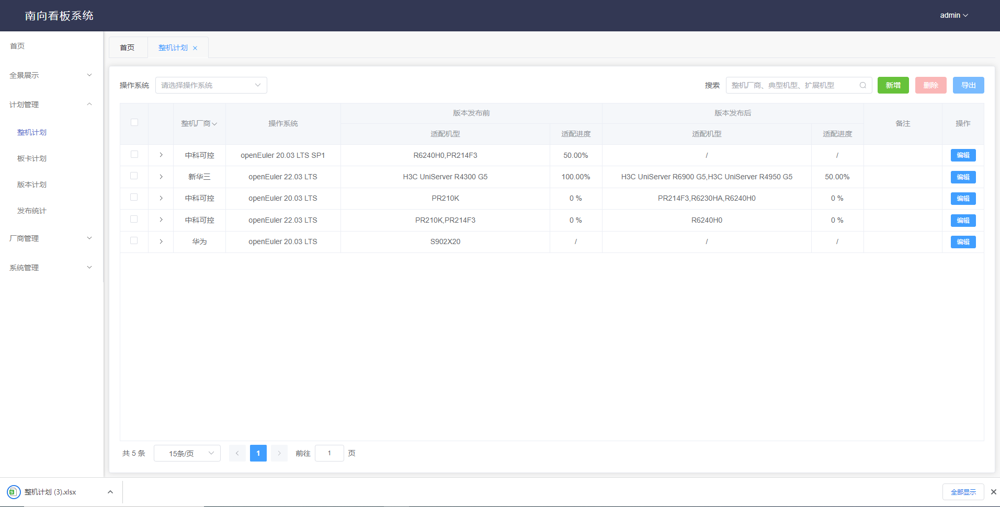 南向看板系统
admin
首页
全景展示
计划管理
整机计划
板卡计划
版本计划
发布统计
厂商管理
系统管理
首页 整机计划
操作系统 请选择操作系统 搜索 整机厂商、典型机型、扩展机型 新增 删除 导出
整机厂商 操作系统 版本发布前 版本发布后 备注 操作
适配机型 适配进度 适配机型 适配进度
中科可控 openEuler 20.03 LTS SP1 R6240H0,PR214F3 50.00% / / 编辑
新华三 openEuler 22.03 LTS H3C UniServer R4300 G5 100.00% H3C UniServer R6900 G5,H3C UniServer R4950 G5 50.00% 编辑
中科可控 openEuler 20.03 LTS PR210K 0 % PR214F3,R6230HA,R6240H0 0 % 编辑
中科可控 openEuler 22.03 LTS PR210K,PR214F3 0 % R6240H0 0 % 编辑
华为 openEuler 20.03 LTS S902X20 / / / 编辑
共 5 条 15条/页 1 前往 1 页
整机计划 (3).xlsx 全部显示